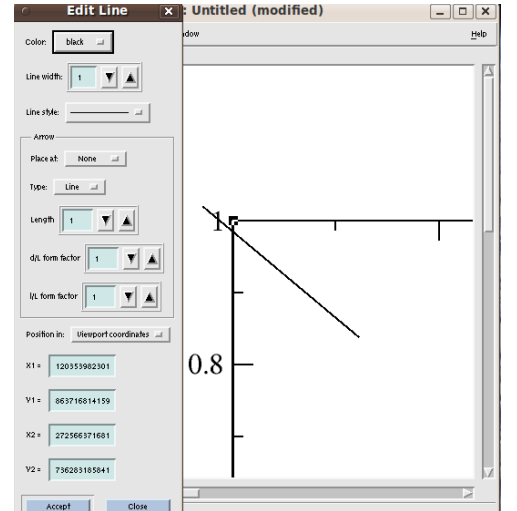 Edit Line
: Untitled (modified)
Color: black
dow
Help
Line width: 1
Line style:
Arrow
Place at: None
Type: Line
Length 1
d/L form factor 1
l/L form factor 1
Position in: Viewport coordinates
X1 = 120353982301
Y1 = 863716814159
X2 = 272566371681
Y2 = 736283185841
Accept Close
1
0.8